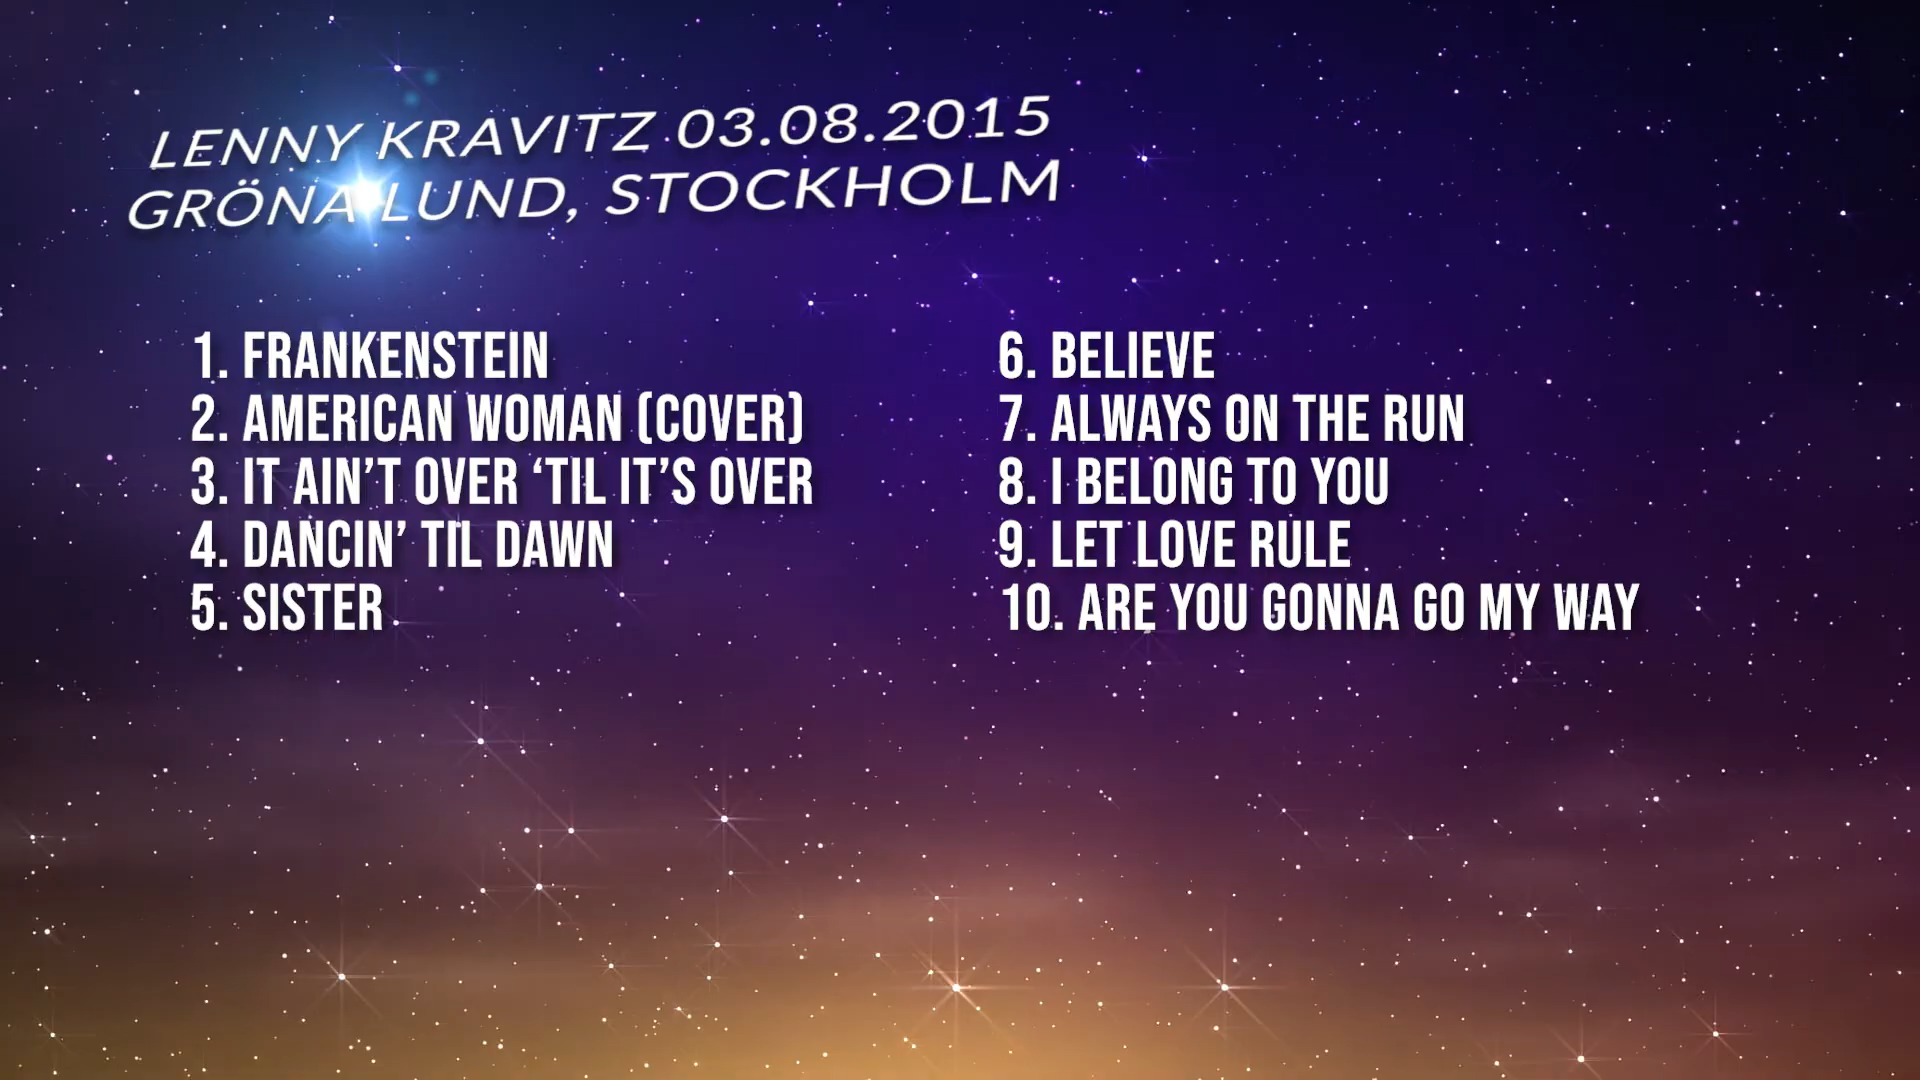 LENNY KRAVITZ 03.08.2015
GRÖNA LUND, STOCKHOLM
1. FRANKENSTEIN
2. AMERICAN WOMAN (COVER)
3. IT AIN’T OVER ‘TIL IT’S OVER
4. DANCIN’ TIL DAWN
5. SISTER
6. BELIEVE
7. ALWAYS ON THE RUN
8. I BELONG TO YOU
9. LET LOVE RULE
10. ARE YOU GONNA GO MY WAY